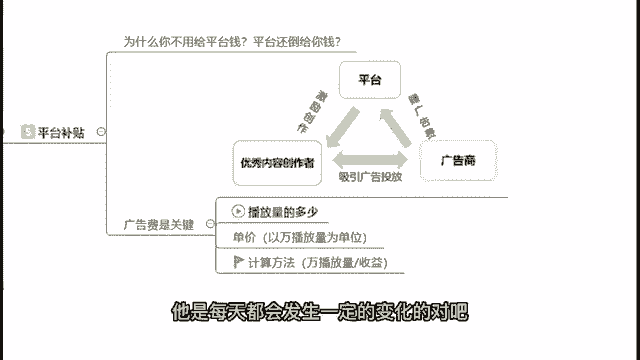 为什么你不用给平台钱？平台还倒给你钱？
平台
激励创作
5 平台补贴
优秀内容创作者
广告商
吸引广告投放
广告费是关键
播放量的多少
单价（以万播放量为单位）
计算方法（万播放量/收益）
他是每天都会发生一定的变化的对吧